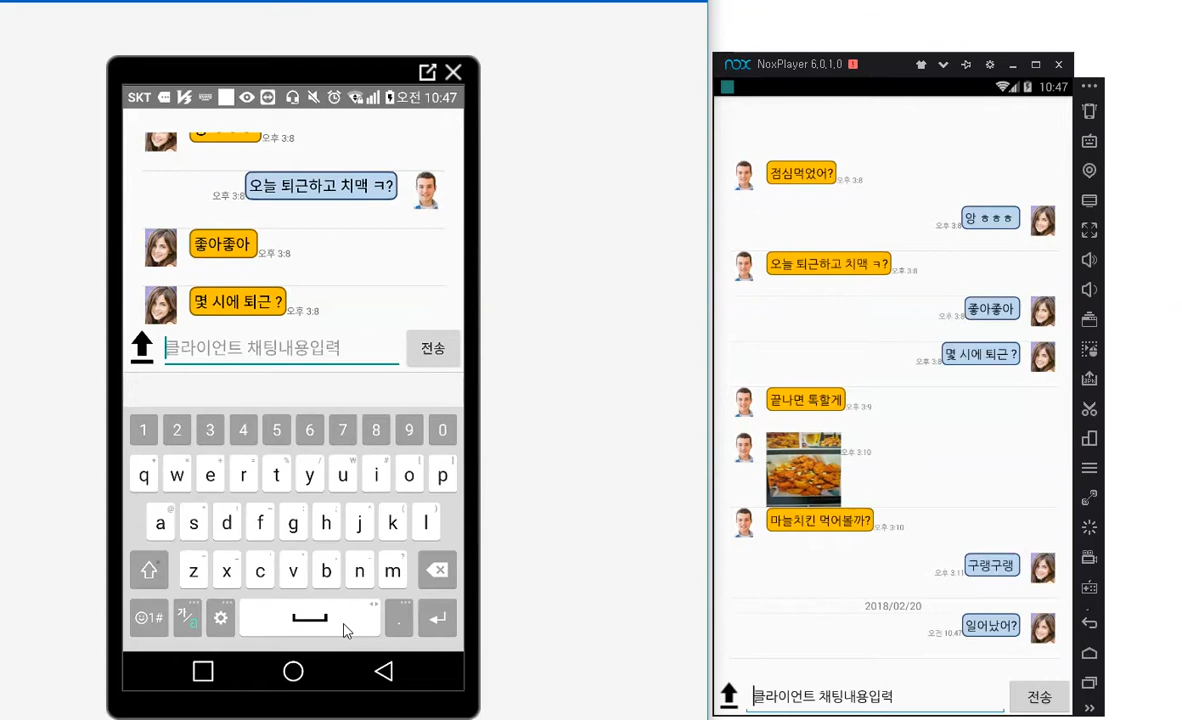 SKT 오전 10:47
오후 3:8
오늘 퇴근하고 치맥 ㅋ?
오후 3:8
좋아좋아
오후 3:8
몇 시에 퇴근 ?
오후 3:8
클라이언트 채팅내용입력
전송
1 2 3 4 5 6 7 8 9 0
q w e r t y u i o p
a s d f g h j k l
z x c v b n m
1# 가/a .
nox NoxPlayer 6,0,1,0
10:47
점심먹었어?
오후 3:8
앙 ㅎㅎㅎ
오후 3:8
오늘 퇴근하고 치맥 ㅋ?
오후 3:8
좋아좋아
오후 3:8
몇 시에 퇴근 ?
오후 3:8
끝나면 톡할게
오후 3:9
오후 3:10
마늘치킨 먹어볼까?
오후 3:10
구랭구랭
오후 3:11
2018/02/20
일어났어?
오전 10:47
클라이언트 채팅내용입력
전송